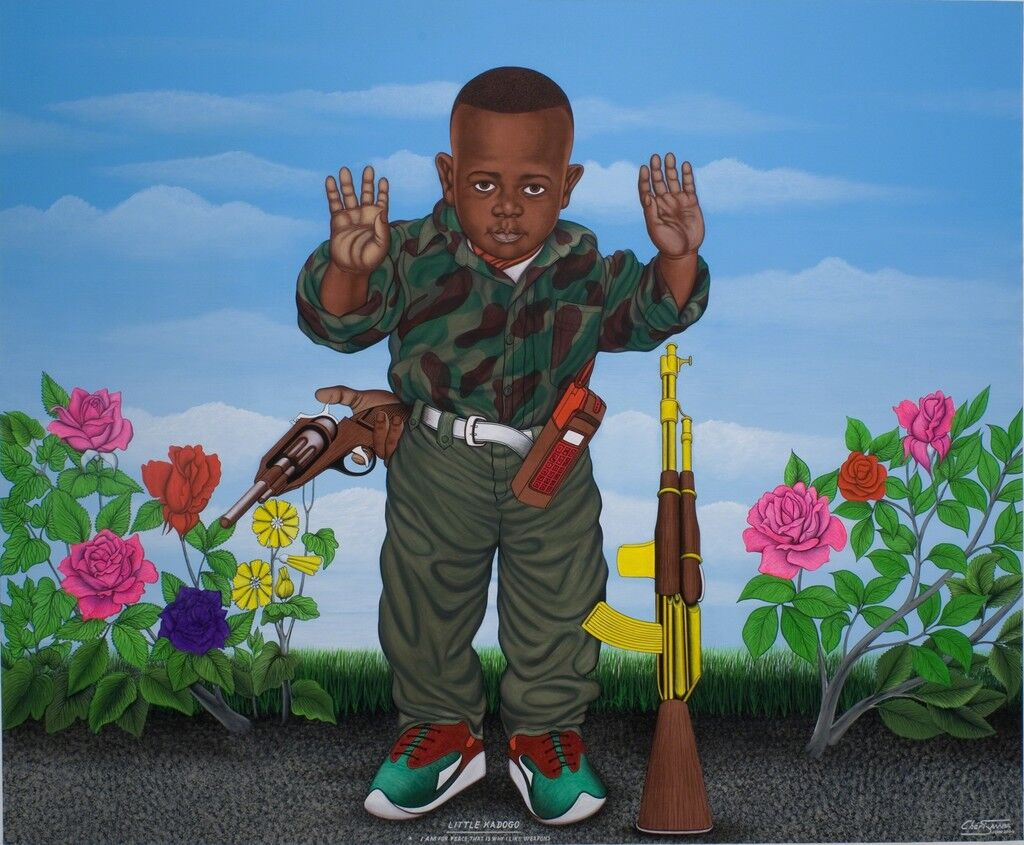 LITTLE KADOGO
I AM FOR PEACE THAT IS WHY I LIKE WEAPONS